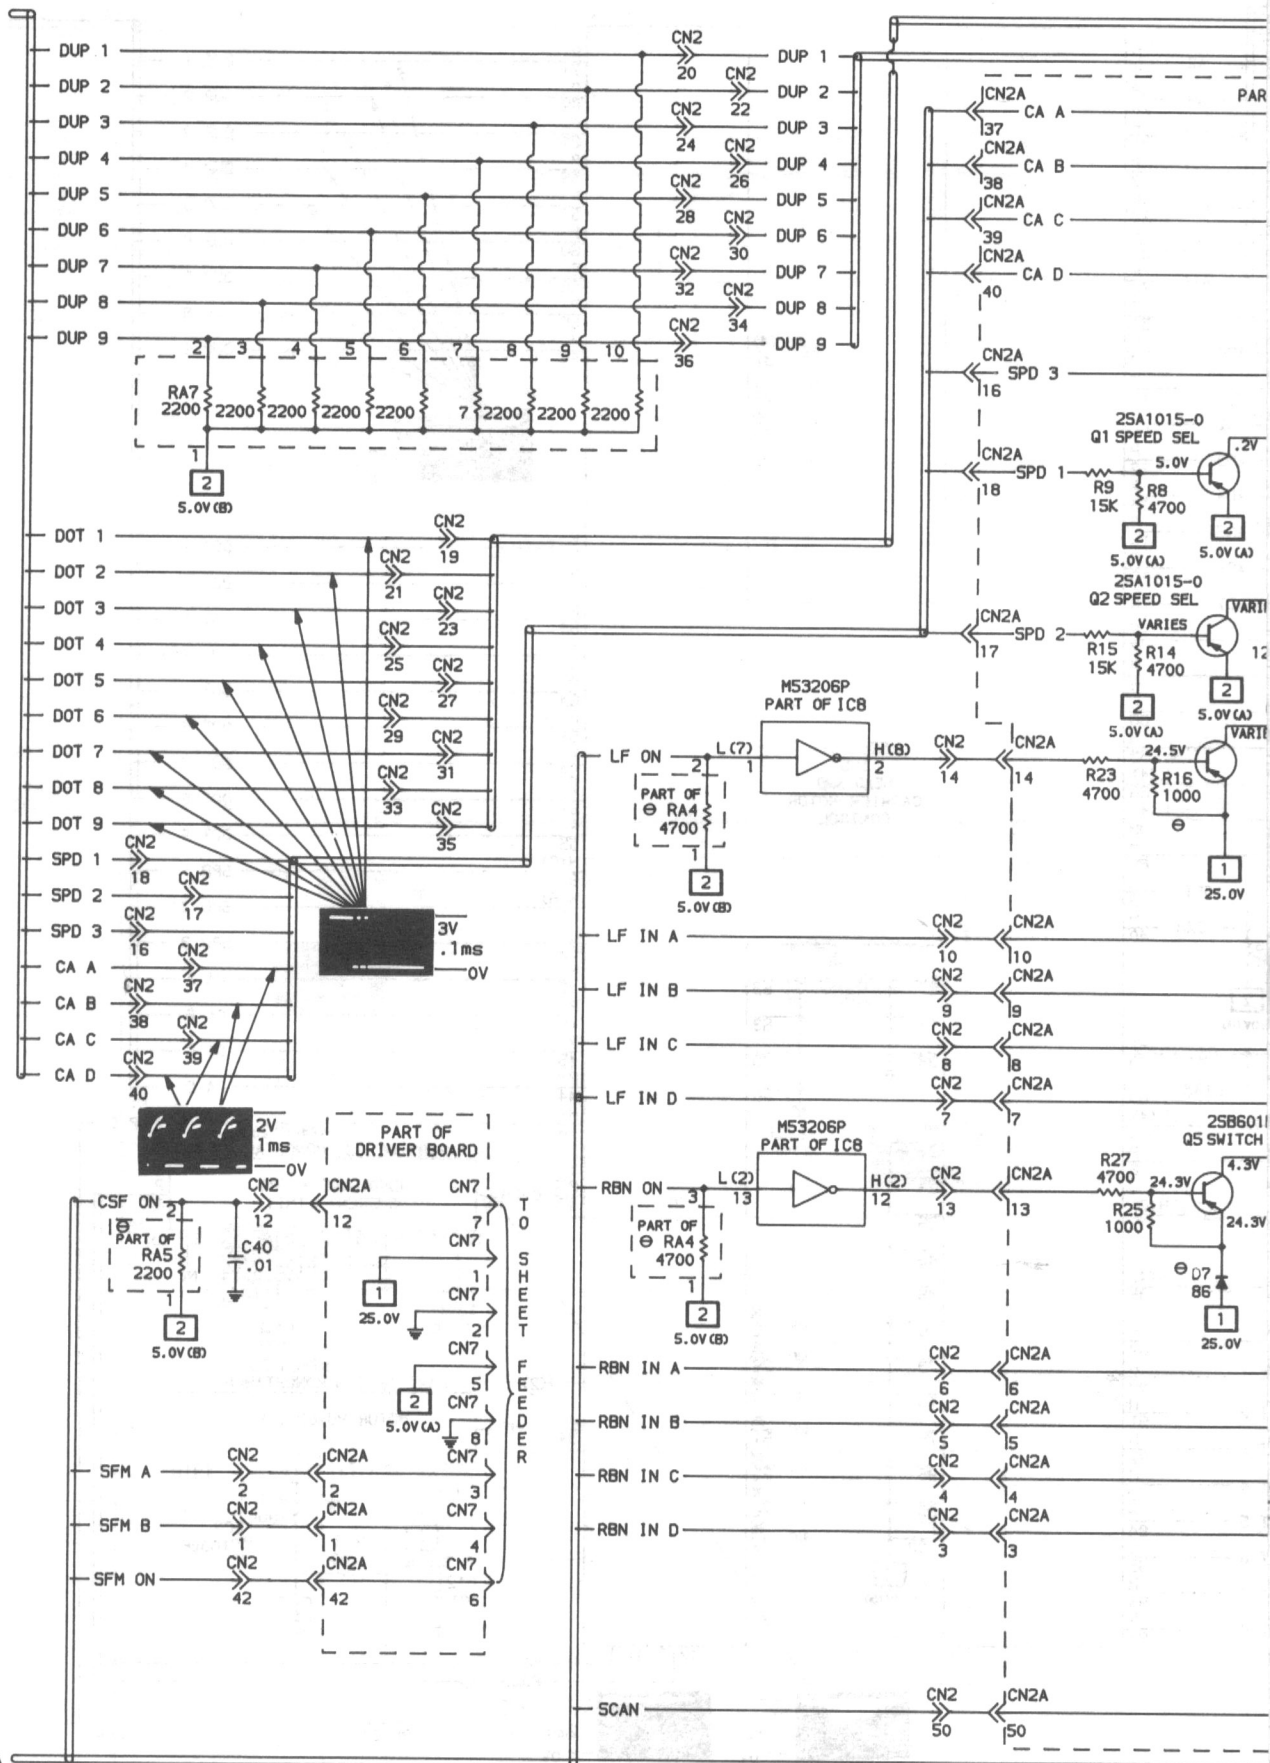 DUP 1 CN2 20 DUP 1
DUP 2 CN2 22 DUP 2
DUP 3 CN2 24 DUP 3
DUP 4 CN2 26 DUP 4
DUP 5 CN2 28 DUP 5
DUP 6 CN2 30 DUP 6
DUP 7 CN2 32 DUP 7
DUP 8 CN2 34 DUP 8
DUP 9 CN2 36 DUP 9
2 3 4 5 6 7 8 9 10
RA7
2200 2200 2200 2200 2200 7 2200 2200 2200
1
2
5.0V(B)
DOT 1 CN2 19
DOT 2 CN2 21
DOT 3 CN2 23
DOT 4 CN2 25
DOT 5 CN2 27
DOT 6 CN2 29
DOT 7 CN2 31
DOT 8 CN2 33
DOT 9 CN2 35
SPD 1 CN2 18
SPD 2 CN2 17
SPD 3 CN2 16
CA A CN2 37
CA B CN2 38
CA C CN2 39
CA D CN2 40
3V
.1ms
0V
2V
1ms
0V
PART OF
DRIVER BOARD
CSF ON 2 CN2 12 CN2A 12 CN7 7
⊖
PART OF
RA5
2200
1
2
5.0V(B)
C40
.01
CN7 1
1
25.0V
CN7 2
CN7 5
2
5.0V(A)
CN7 8
SFM A CN2 2 CN2A 2 CN7 3
SFM B CN2 1 CN2A 1 CN7 4
SFM ON CN2 42 CN2A 42 CN7 6
TO SHEET FEEDER
PAR
CN2A 37 CA A
CN2A 38 CA B
CN2A 39 CA C
CN2A 40 CA D
CN2A 16 SPD 3
2SA1015-0
Q1 SPEED SEL
CN2A 18 SPD 1 5.0V .2V
R9
15K
R8
4700
2
5.0V(A)
2
5.0V(A)
2SA1015-0
Q2 SPEED SEL
CN2A 17 SPD 2 VARIES VARI
R15
15K
R14
4700
12
2
5.0V(A)
2
5.0V(A)
M53206P
PART OF IC8
LF ON 2 L(7) 1 H(8) 2 CN2 14 CN2A 14 24.5V VARI
PART OF
⊖ RA4
4700
1
2
5.0V(B)
R23
4700
R16
1000
⊖
1
25.0V
LF IN A CN2 10 CN2A 10
LF IN B CN2 9 CN2A 9
LF IN C CN2 8 CN2A 8
LF IN D CN2 7 CN2A 7
M53206P
PART OF IC8
2SB601
Q5 SWITCH
RBN ON 3 L(2) 13 H(2) 12 CN2 13 CN2A 13 24.3V 4.3V
PART OF
⊖ RA4
4700
1
2
5.0V(B)
R27
4700
R25
1000
24.3V
⊖ D7
86
1
25.0V
RBN IN A CN2 6 CN2A 6
RBN IN B CN2 5 CN2A 5
RBN IN C CN2 4 CN2A 4
RBN IN D CN2 3 CN2A 3
SCAN CN2 50 CN2A 50